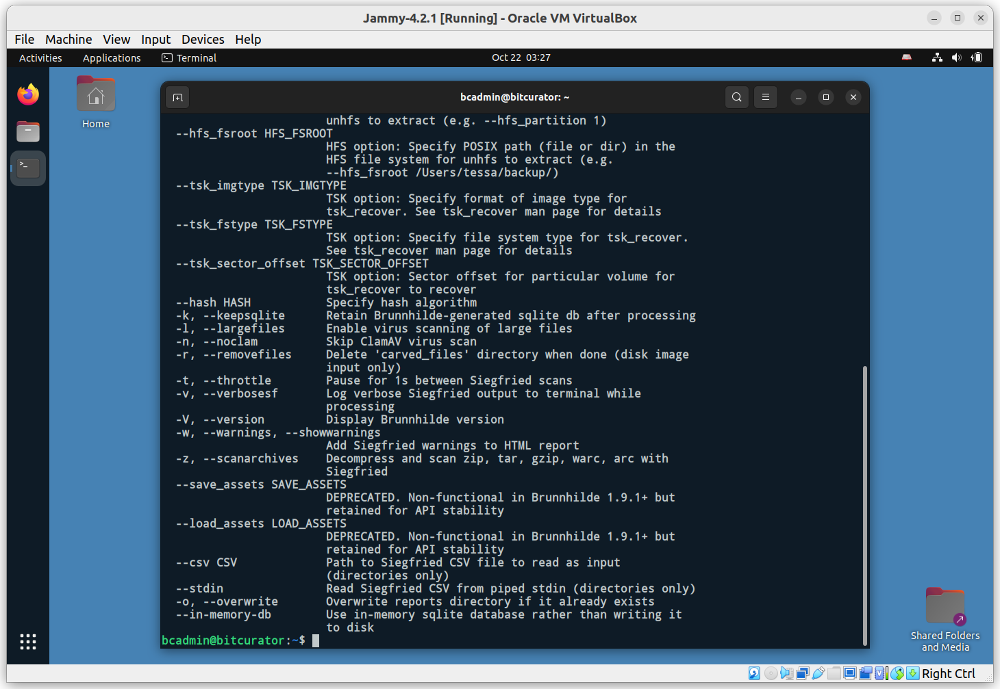 Jammy-4.2.1 [Running] - Oracle VM VirtualBox
File Machine View Input Devices Help
Activities Applications Terminal Oct 22 03:27
Home
bcadmin@bitcurator: ~
unhfs to extract (e.g. --hfs_partition 1)
--hfs_fsroot HFS_FSROOT
HFS option: Specify POSIX path (file or dir) in the
HFS file system for unhfs to extract (e.g.
--hfs_fsroot /Users/tessa/backup/)
--tsk_imgtype TSK_IMGTYPE
TSK option: Specify format of image type for
tsk_recover. See tsk_recover man page for details
--tsk_fstype TSK_FSTYPE
TSK option: Specify file system type for tsk_recover.
See tsk_recover man page for details
--tsk_sector_offset TSK_SECTOR_OFFSET
TSK option: Sector offset for particular volume for
tsk_recover to recover
--hash HASH Specify hash algorithm
-k, --keepsqlite Retain Brunnhilde-generated sqlite db after processing
-l, --largefiles Enable virus scanning of large files
-n, --noclam Skip ClamAV virus scan
-r, --removefiles Delete 'carved_files' directory when done (disk image
input only)
-t, --throttle Pause for 1s between Siegfried scans
-v, --verbosesf Log verbose Siegfried output to terminal while
processing
-V, --version Display Brunnhilde version
-w, --warnings, --showwarnings
Add Siegfried warnings to HTML report
-z, --scanarchives Decompress and scan zip, tar, gzip, warc, arc with
Siegfried
--save_assets SAVE_ASSETS
DEPRECATED. Non-functional in Brunnhilde 1.9.1+ but
retained for API stability
--load_assets LOAD_ASSETS
DEPRECATED. Non-functional in Brunnhilde 1.9.1+ but
retained for API stability
--csv CSV Path to Siegfried CSV file to read as input
(directories only)
--stdin Read Siegfried CSV from piped stdin (directories only)
-o, --overwrite Overwrite reports directory if it already exists
--in-memory-db Use in-memory sqlite database rather than writing it
to disk
bcadmin@bitcurator:~$
Shared Folders
and Media
Right Ctrl